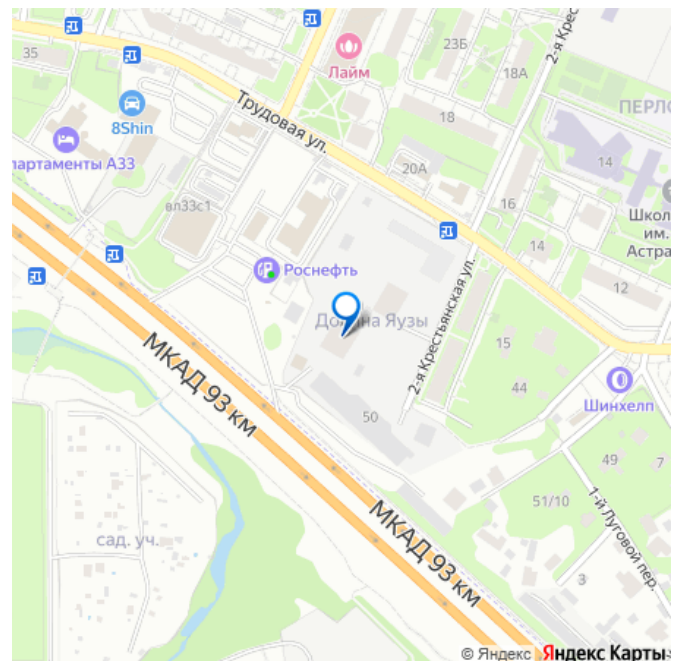 35
23Б
2-я Крес
Лайм
18А
8Shin
Трудовая ул.
18
ПЕРЛО
партаменты А33
20А
14
вл33с1
16
Школ
им.
Астра
14
Роснефть
12
2-я Крестьянская ул.
Долина Яузы
15
44
Шинхелп
МКАД 93 км
50
49
7
51/10
1-й Луговой пер.
МКАД 93 км
сад. уч.
3
© Яндекс Яндекс Карты